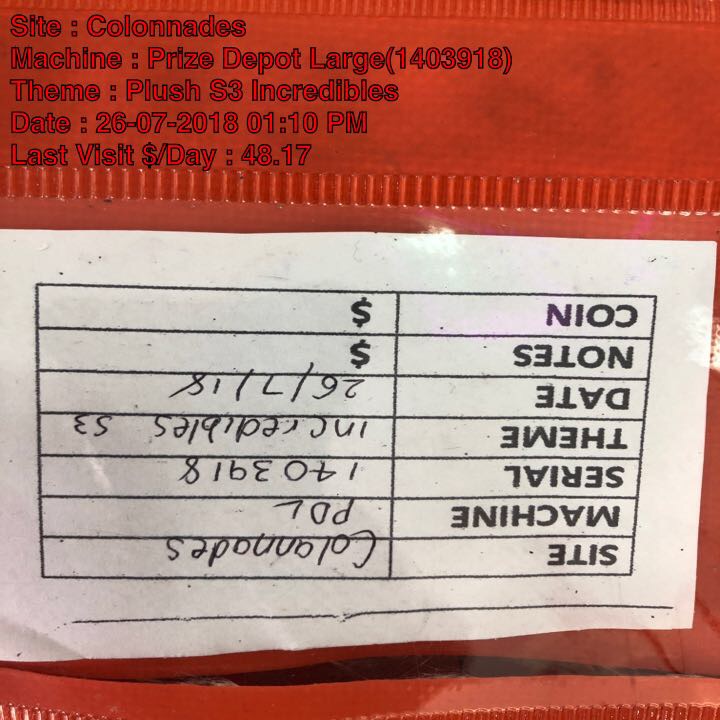 Site : Colonnades
Machine : Prize Depot Large(1403918)
Theme : Plush S3 Incredibles
Date : 26-07-2018 01:10 PM
Last Visit $/Day : 48.17
SITE Colannades
MACHINE PDL
SERIAL 1403918
THEME incredibles S3
DATE 26/7/18
NOTES $
COIN $